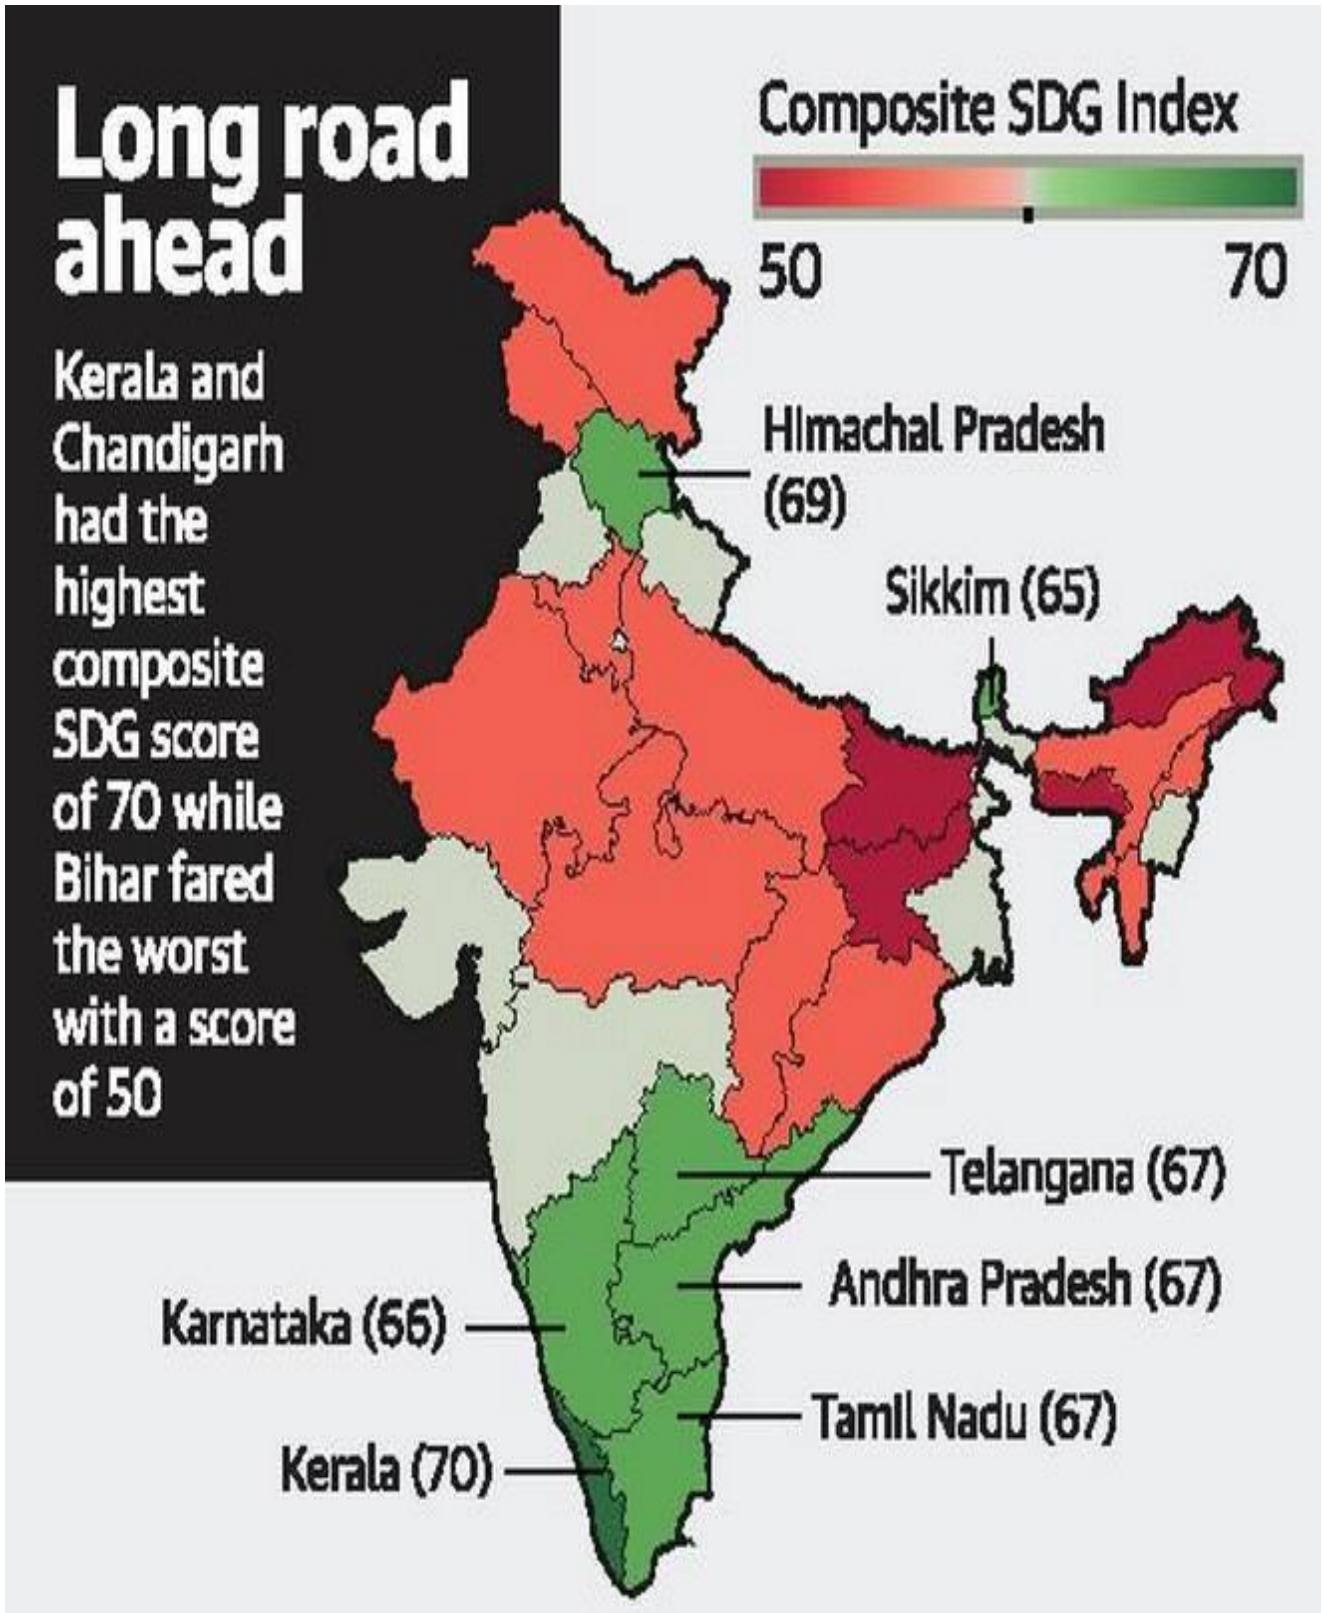 Long road
ahead
Kerala and
Chandigarh
had the
highest
composite
SDG score
of 70 while
Bihar fared
the worst
with a score
of 50
Composite SDG Index
50 70
HImachal Pradesh
(69)
Sikkim (65)
Telangana (67)
Andhra Pradesh (67)
Karnataka (66)
Tamil Nadu (67)
Kerala (70)